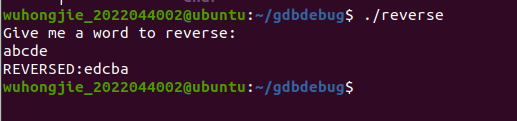 wuhongjie_2022044002@ubuntu:~/gdbdebug$ ./reverse
Give me a word to reverse:
abcde
REVERSED:edcba
wuhongjie_2022044002@ubuntu:~/gdbdebug$